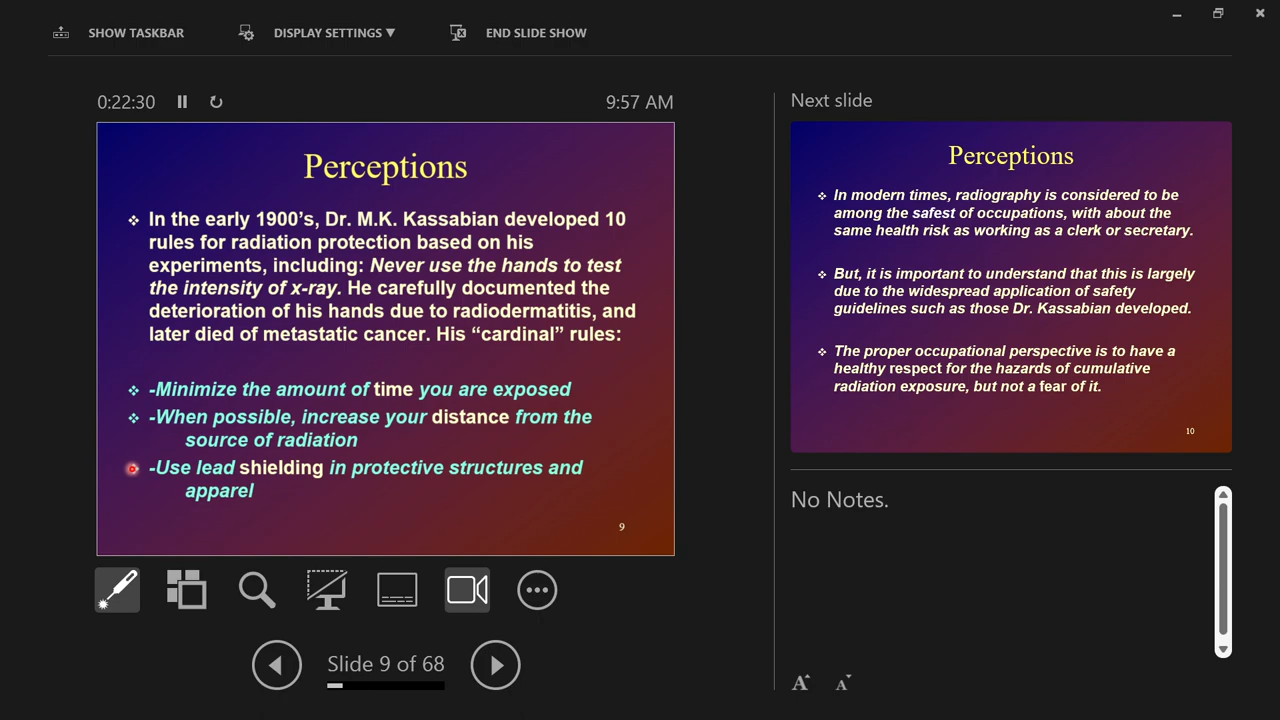 SHOW TASKBAR
DISPLAY SETTINGS ▼
END SLIDE SHOW
0:22:30
9:57 AM
Perceptions
❖ In the early 1900’s, Dr. M.K. Kassabian developed 10
rules for radiation protection based on his
experiments, including: Never use the hands to test
the intensity of x-ray. He carefully documented the
deterioration of his hands due to radiodermatitis, and
later died of metastatic cancer. His “cardinal” rules:
❖ -Minimize the amount of time you are exposed
❖ -When possible, increase your distance from the
source of radiation
-Use lead shielding in protective structures and
apparel
9
Slide 9 of 68
Next slide
Perceptions
❖ In modern times, radiography is considered to be
among the safest of occupations, with about the
same health risk as working as a clerk or secretary.
❖ But, it is important to understand that this is largely
due to the widespread application of safety
guidelines such as those Dr. Kassabian developed.
❖ The proper occupational perspective is to have a
healthy respect for the hazards of cumulative
radiation exposure, but not a fear of it.
10
No Notes.
A A